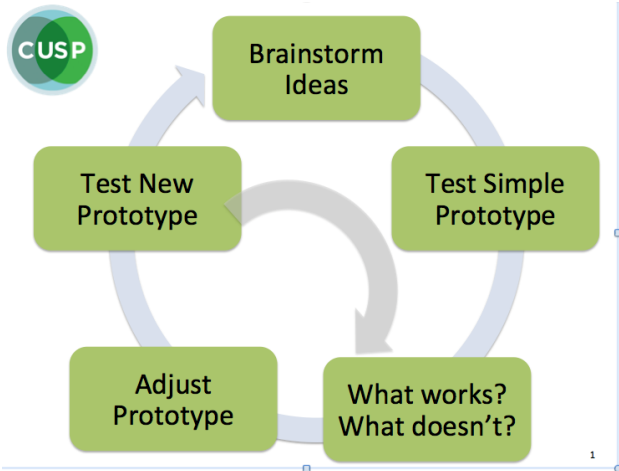 CUSP
Brainstorm
Ideas
Test Simple
Prototype
What works?
What doesn't?
Adjust
Prototype
Test New
Prototype
1